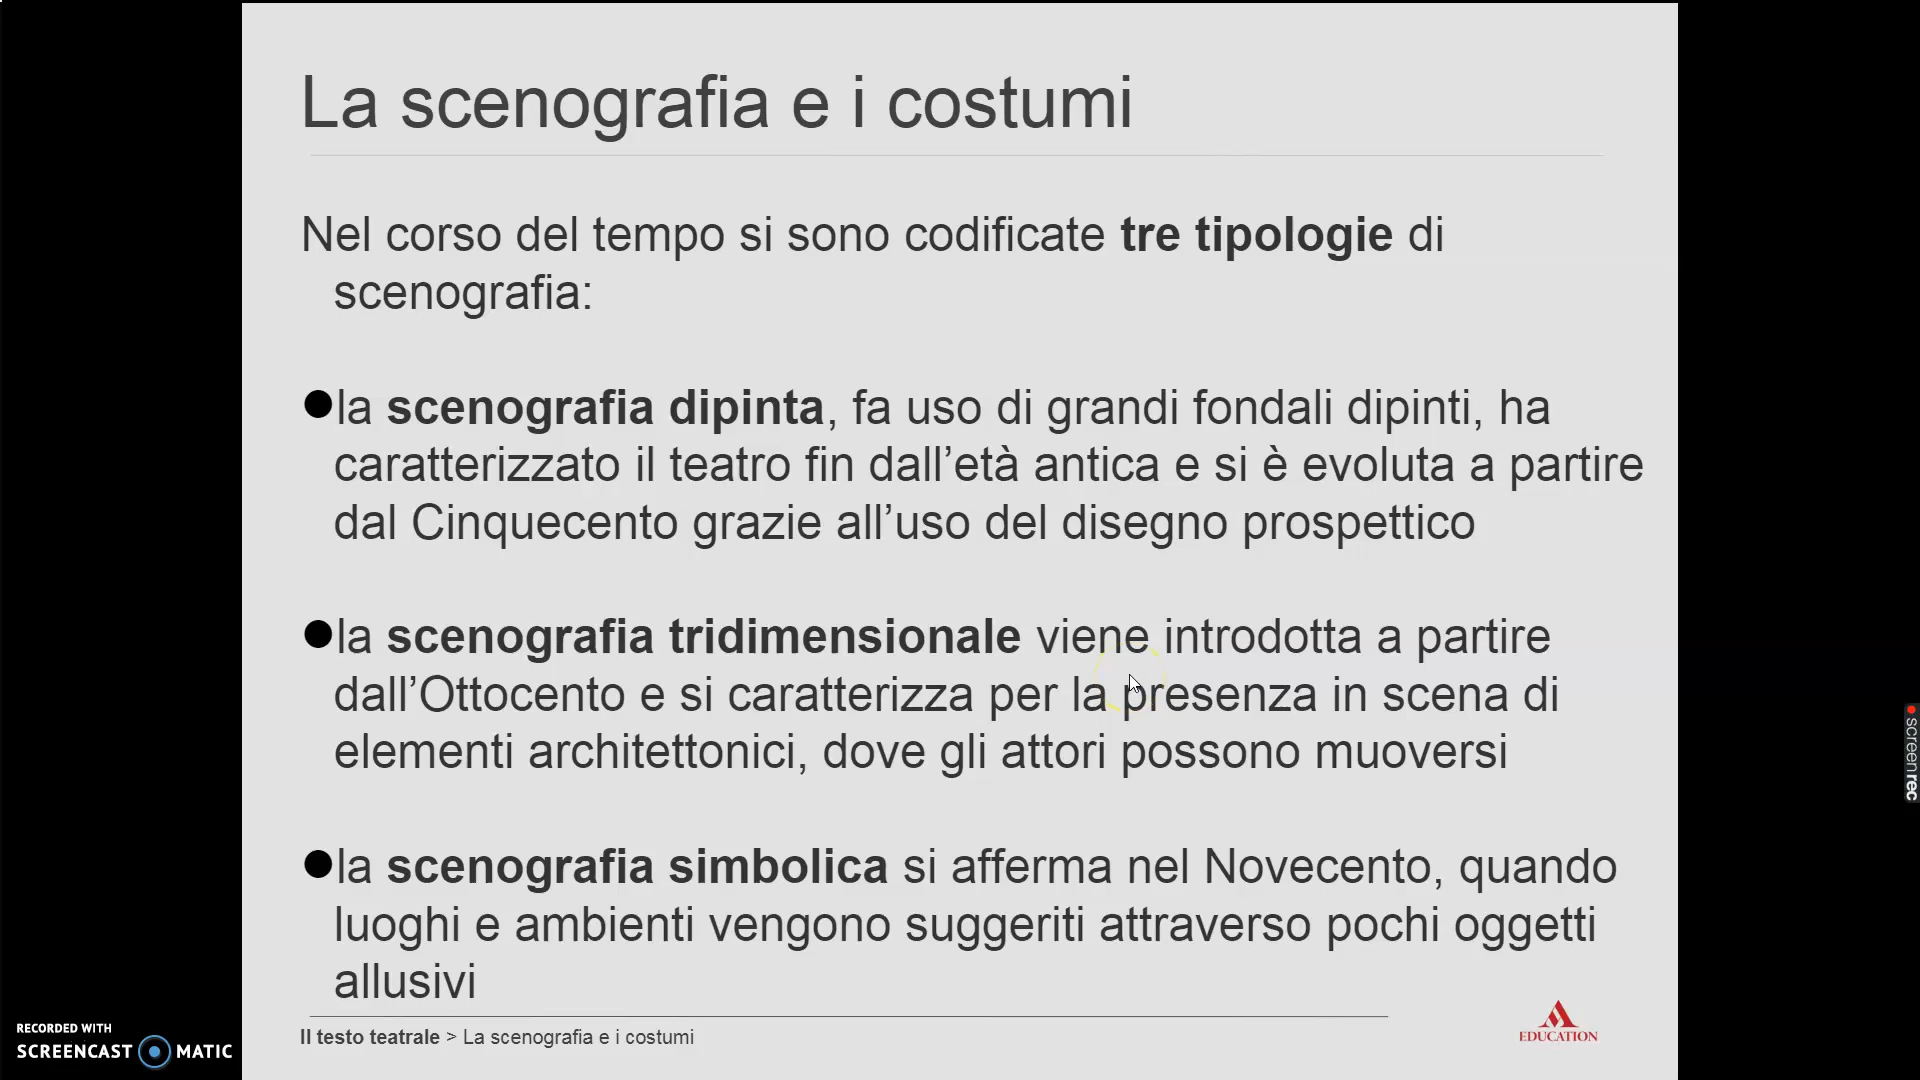 La scenografia e i costumi
Nel corso del tempo si sono codificate tre tipologie di
scenografia:
●la scenografia dipinta, fa uso di grandi fondali dipinti, ha
caratterizzato il teatro fin dall’età antica e si è evoluta a partire
dal Cinquecento grazie all’uso del disegno prospettico
●la scenografia tridimensionale viene introdotta a partire
dall’Ottocento e si caratterizza per la presenza in scena di
elementi architettonici, dove gli attori possono muoversi
●la scenografia simbolica si afferma nel Novecento, quando
luoghi e ambienti vengono suggeriti attraverso pochi oggetti
allusivi
Il testo teatrale > La scenografia e i costumi
EDUCATION
RECORDED WITH
SCREENCAST MATIC
screenrec